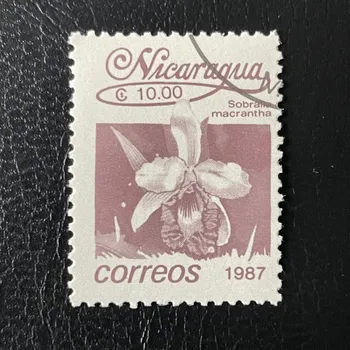 Nicaragua
₡ 10.00
Sobralia
macrantha
correos
1987